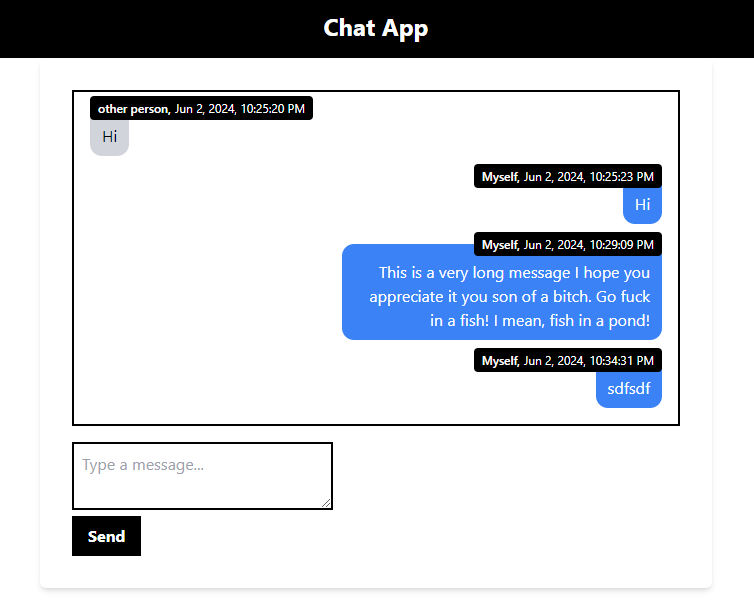 Chat App
other person, Jun 2, 2024, 10:25:20 PM
Hi
Myself, Jun 2, 2024, 10:25:23 PM
Hi
Myself, Jun 2, 2024, 10:29:09 PM
This is a very long message I hope you
appreciate it you son of a bitch. Go fuck
in a fish! I mean, fish in a pond!
Myself, Jun 2, 2024, 10:34:31 PM
sdfsdf
Type a message...
Send